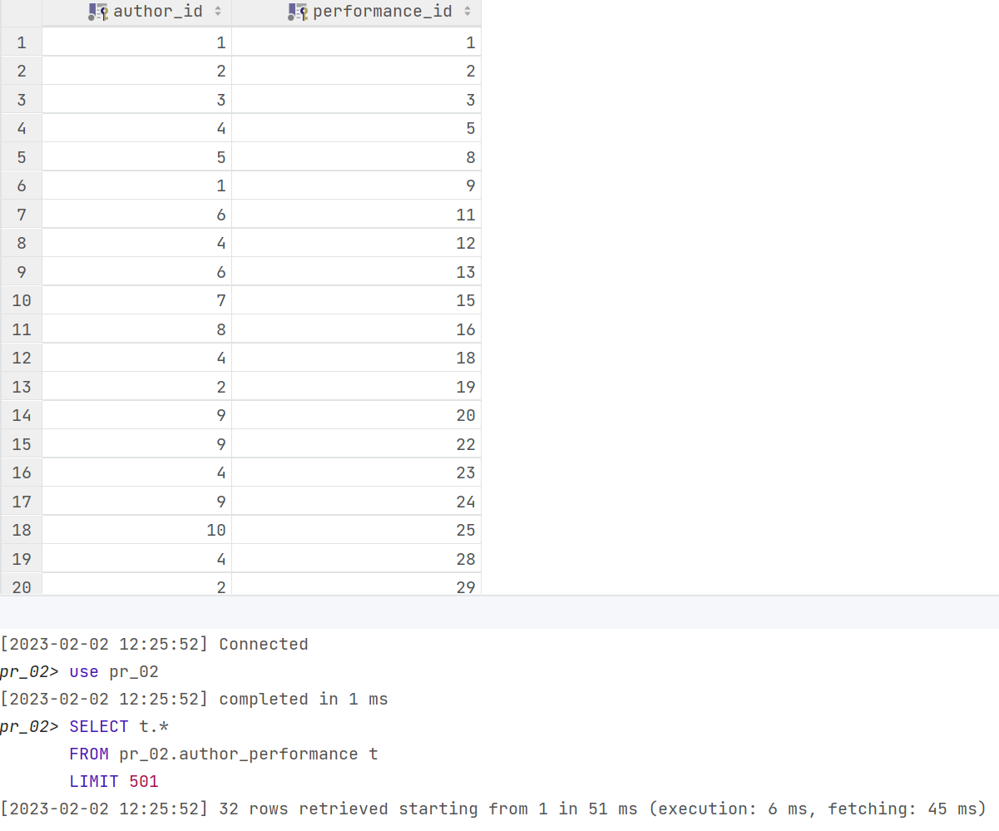 author_id performance_id
1 1 1
2 2 2
3 3 3
4 4 5
5 5 8
6 1 9
7 6 11
8 4 12
9 6 13
10 7 15
11 8 16
12 4 18
13 2 19
14 9 20
15 9 22
16 4 23
17 9 24
18 10 25
19 4 28
20 2 29
[2023-02-02 12:25:52] Connected
pr_02> use pr_02
[2023-02-02 12:25:52] completed in 1 ms
pr_02> SELECT t.*
FROM pr_02.author_performance t
LIMIT 501
[2023-02-02 12:25:52] 32 rows retrieved starting from 1 in 51 ms (execution: 6 ms, fetching: 45 ms)